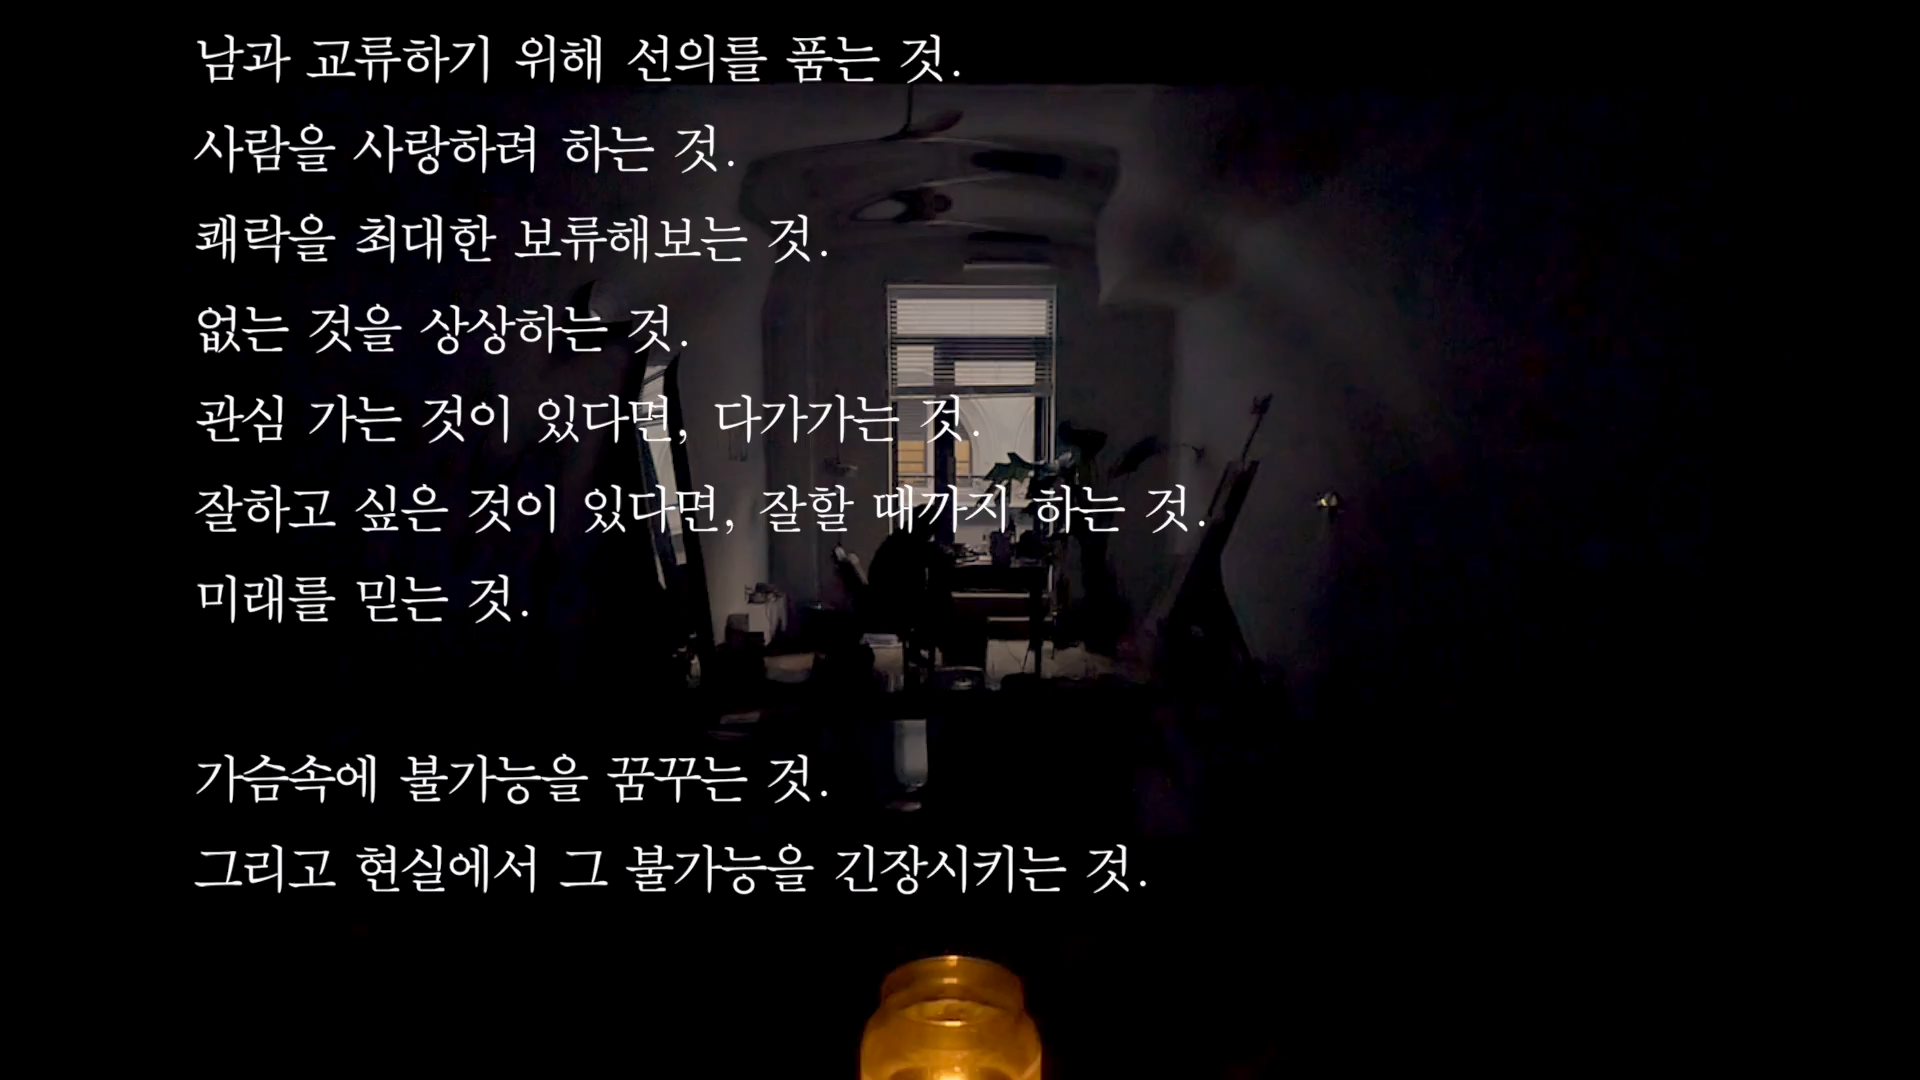 남과 교류하기 위해 선의를 품는 것.
사람을 사랑하려 하는 것.
쾌락을 최대한 보류해보는 것.
없는 것을 상상하는 것.
관심 가는 것이 있다면, 다가가는 것.
잘하고 싶은 것이 있다면, 잘할 때까지 하는 것.
미래를 믿는 것.
가슴속에 불가능을 꿈꾸는 것.
그리고 현실에서 그 불가능을 긴장시키는 것.